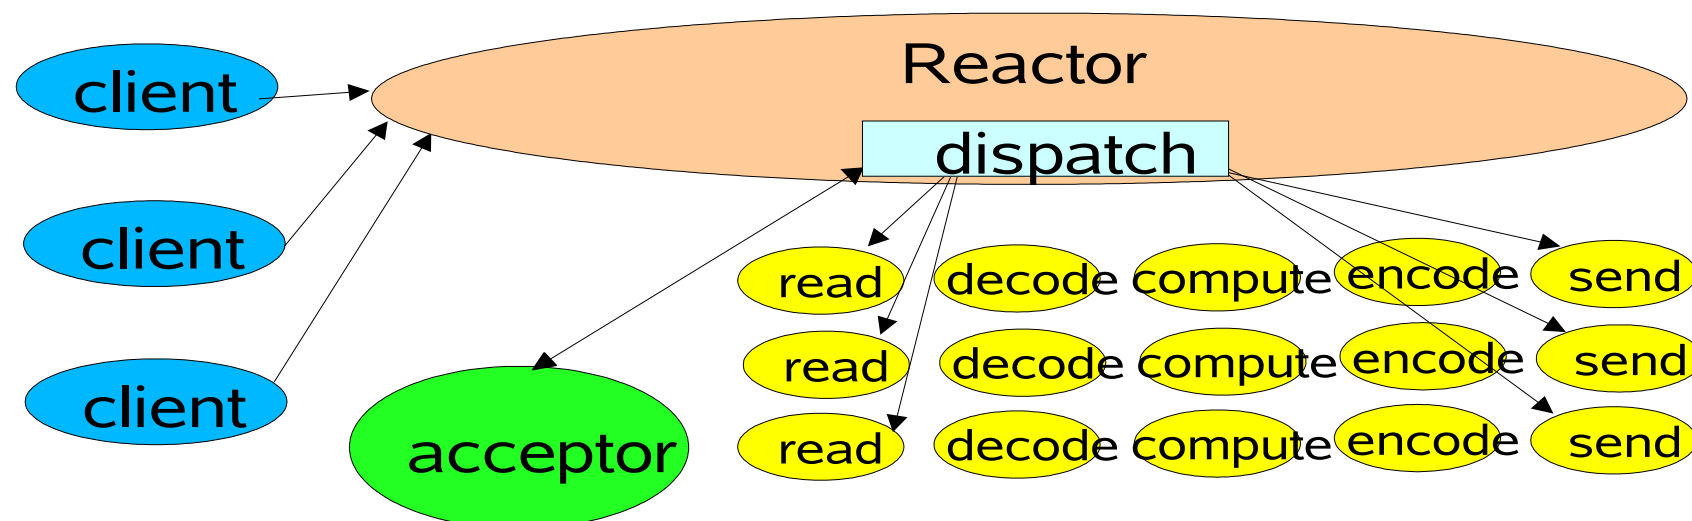 Reactor
client
dispatch
client
client
acceptor
read decode compute encode send
read decode compute encode send
read decode compute encode send